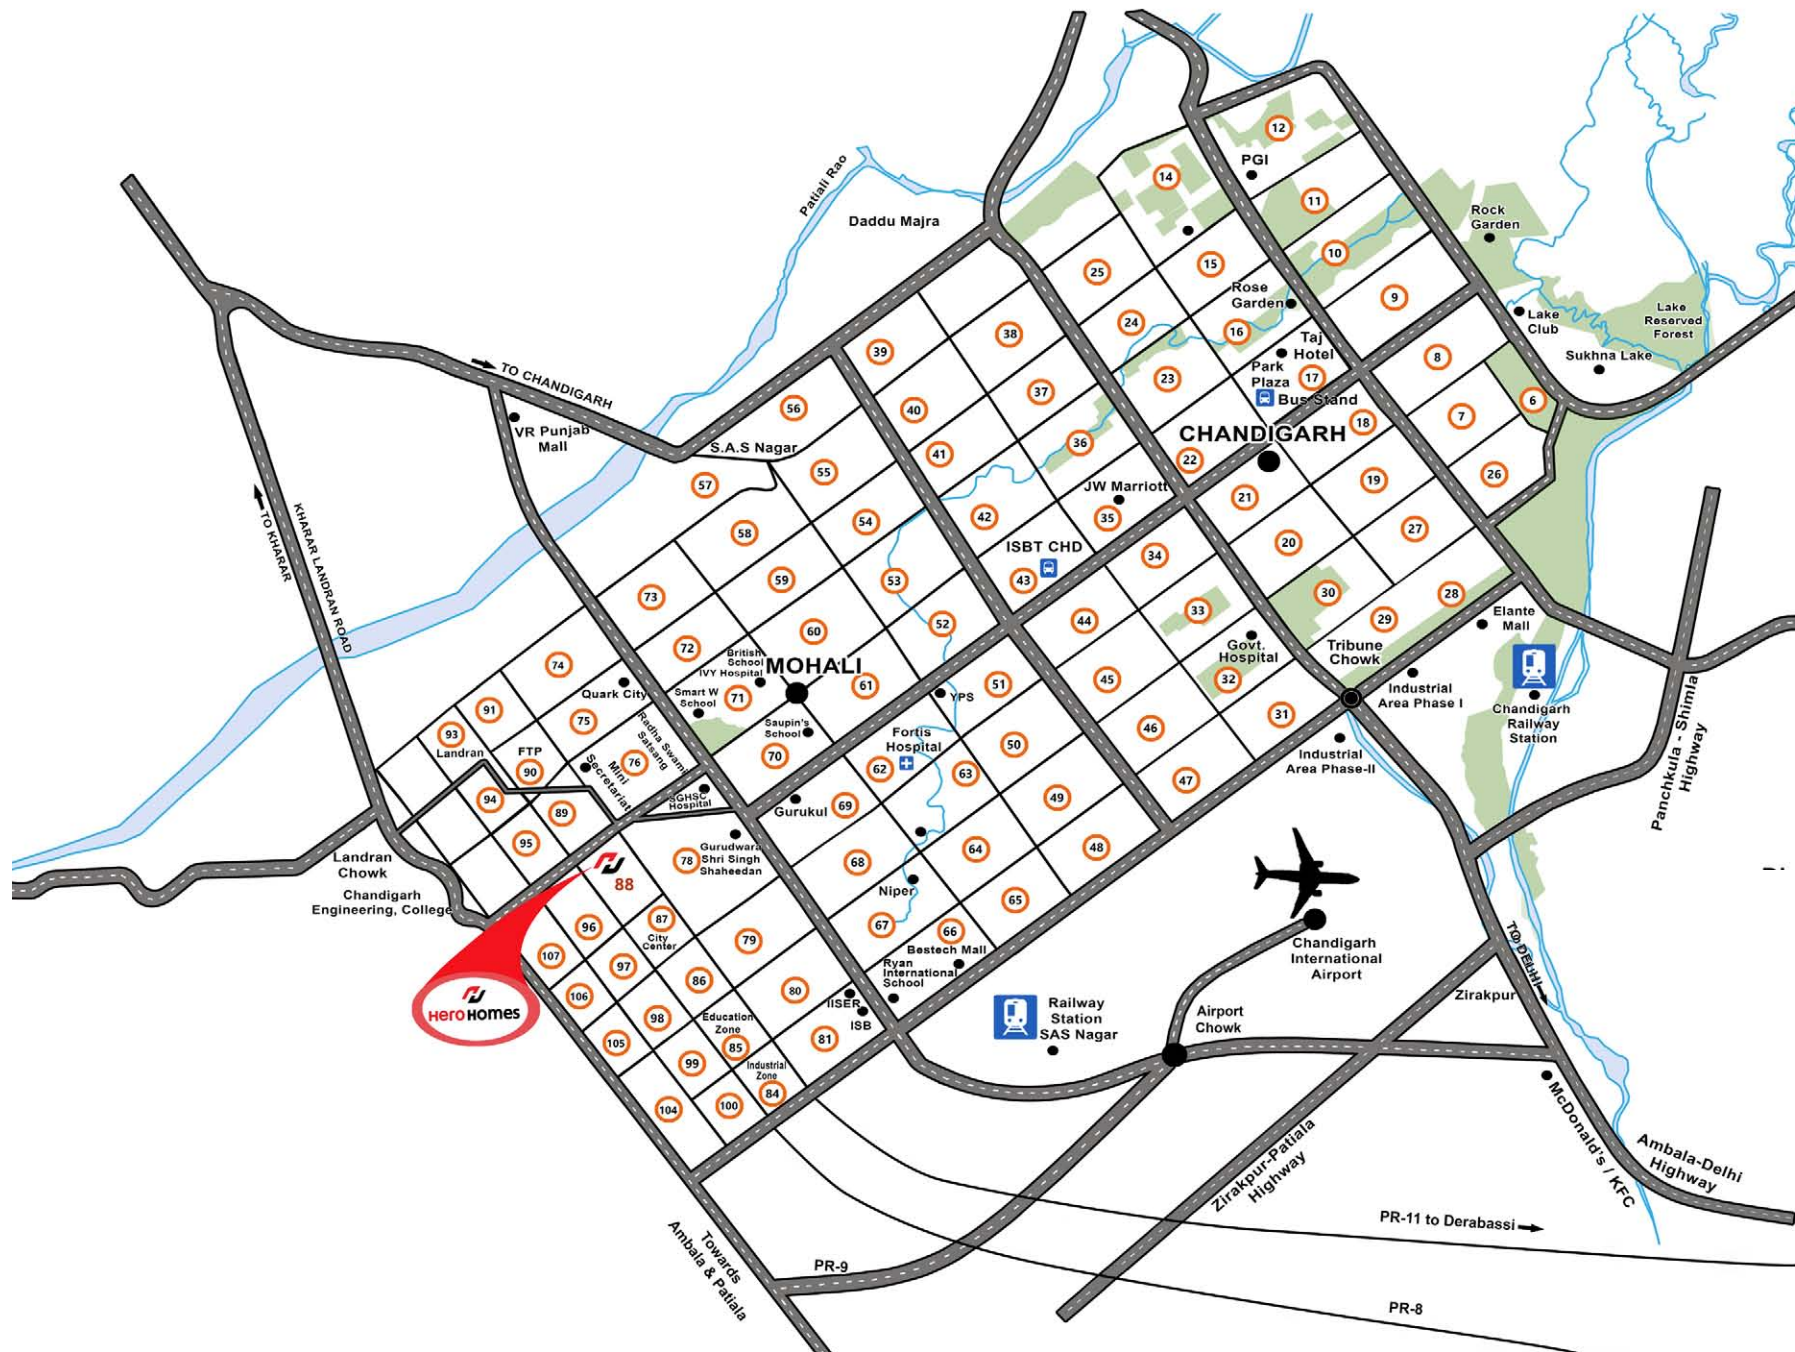 12
PGI
14
11
Patiali Rao
Daddu Majra
Rock
Garden
10
15
25
9
Rose
Garden
Lake
Reserved
Forest
Lake
Club
24
16
38
39
Taj
Hotel
Sukhna Lake
8
TO CHANDIGARH
Park
Plaza
17
23
37
Bus Stand
6
56
40
7
18
VR Punjab
Mall
CHANDIGARH
S.A.S Nagar
36
41
22
55
26
57
19
JW Marriott
21
42
35
54
27
58
TO KHARAR
KHARAR LANDRAN ROAD
ISBT CHD
34
20
43
53
59
73
30
28
33
29
44
52
60
Elante
Mall
72
British
School
IVY Hospital
MOHALI
Govt.
Hospital
Tribune
Chowk
74
Quark City
Smart W
School
71
61
51
YPS
45
32
Industrial
Area Phase I
Chandigarh
Railway
Station
Panchkula - Shimla
Highway
91
75
Radha Swami
Satsang
Saupin's
School
31
93
Landran
FTP
90
76
Mini
Secretariat
70
Fortis
Hospital
62
63
50
46
Industrial
Area Phase-II
47
94
89
SGHSC
Hospital
Gurukul
69
49
95
Landran
Chowk
78
Gurudwara
Shri Singh
Shaheedan
68
64
48
88
Chandigarh
Engineering, College
Niper
65
96
87
City
Center
79
67
66
Bestech Mall
Chandigarh
International
Airport
TO DELHI
107
97
Ryan
International
School
106
86
80
IISER
ISB
Zirakpur
Hero Homes
98
Education
Zone
85
81
Railway
Station
SAS Nagar
Airport
Chowk
105
99
Industrial
Zone
84
104
100
McDonald's / KFC
Ambala-Delhi
Highway
Zirakpur-Patiala
Highway
PR-11 to Derabassi
Towards
Ambala & Patiala
PR-9
PR-8